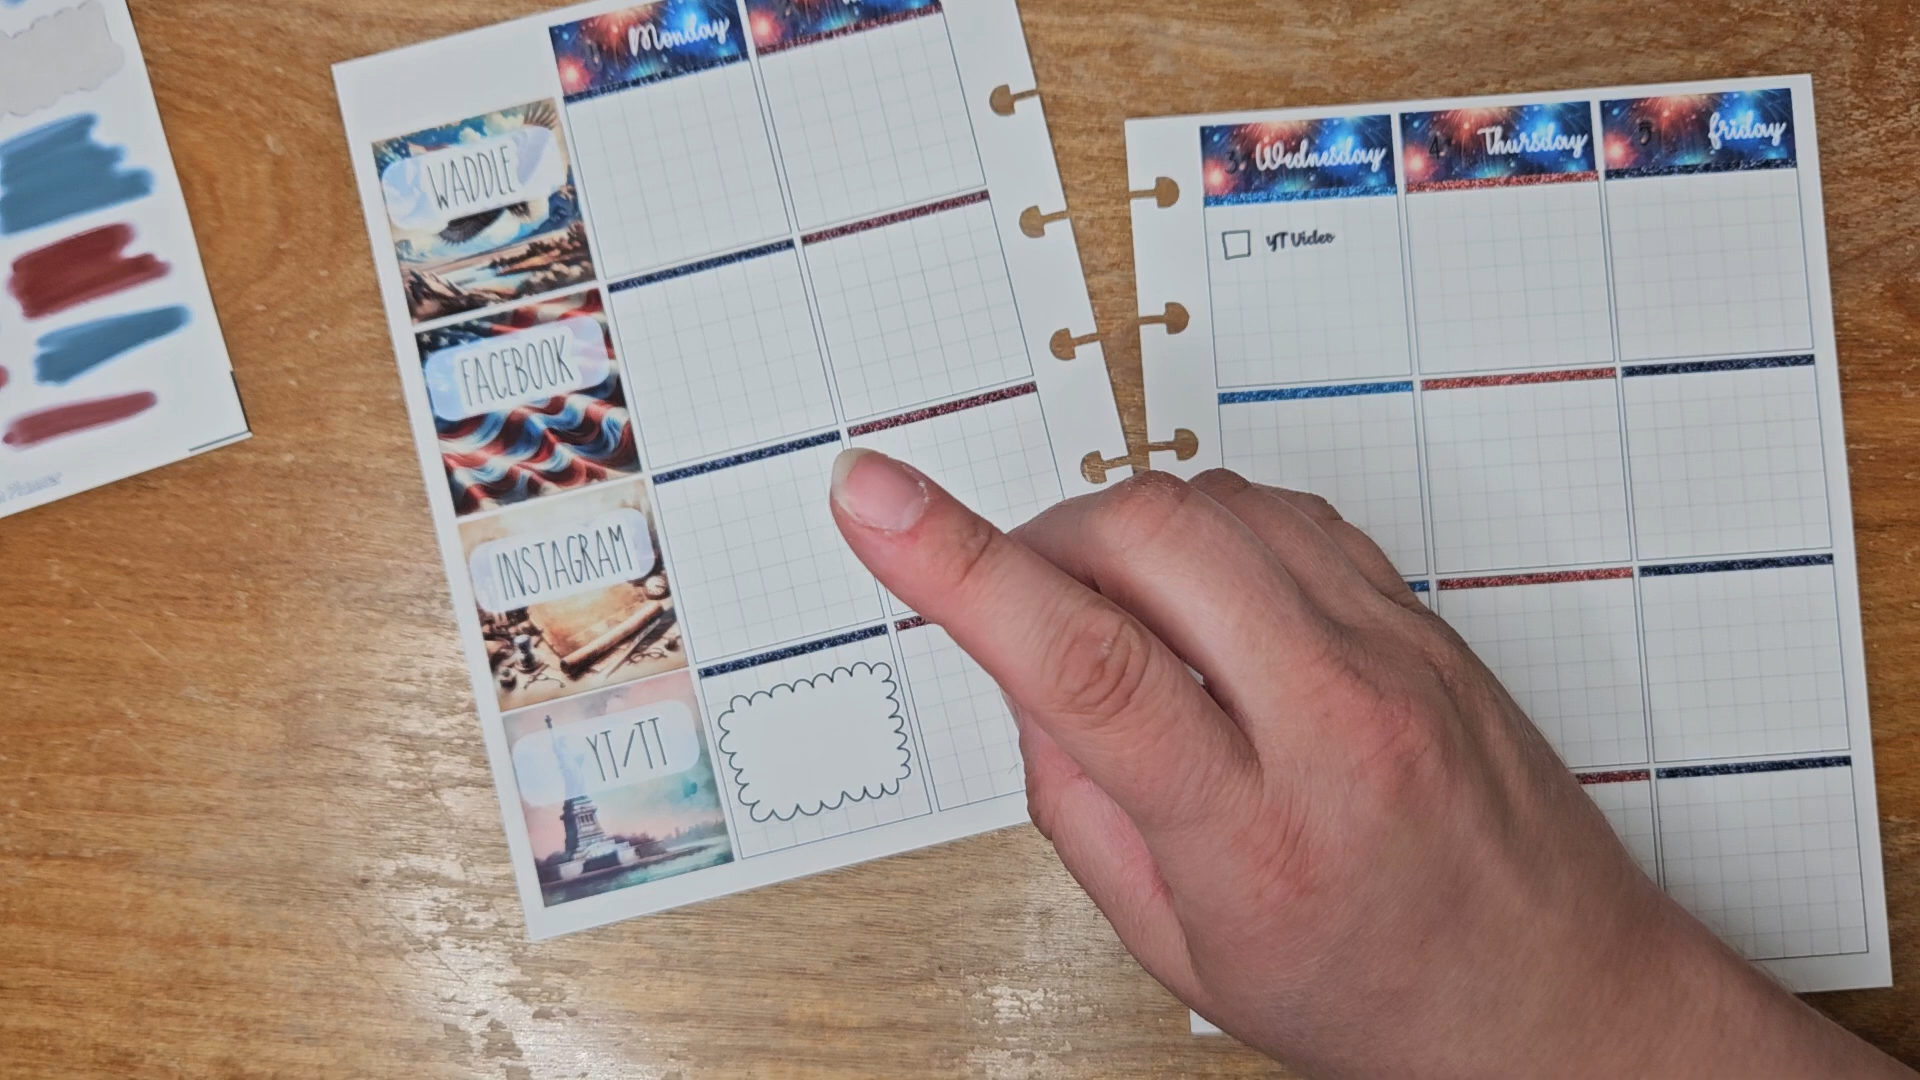 Monday
WADDLE
FACEBOOK
INSTAGRAM
YT/TT
3 Wednesday
4 Thursday
5 friday
YT Video